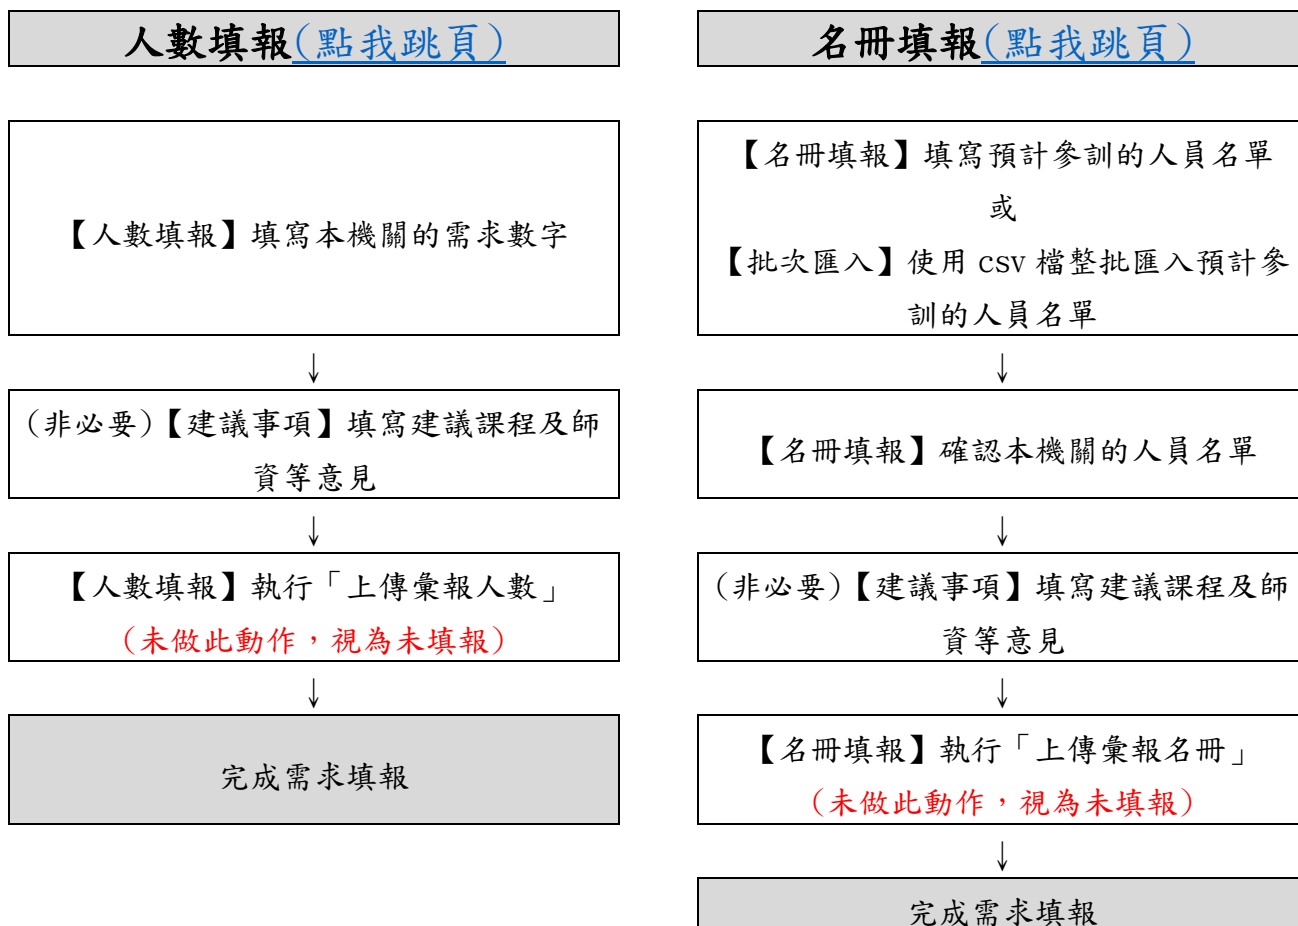 人數填報(點我跳頁)
【人數填報】填寫本機關的需求數字
↓
(非必要)【建議事項】填寫建議課程及師
資等意見
↓
【人數填報】執行「上傳彙報人數」
(未做此動作，視為未填報)
↓
完成需求填報
名冊填報(點我跳頁)
【名冊填報】填寫預計參訓的人員名單
或
【批次匯入】使用 csv 檔整批匯入預計參
訓的人員名單
↓
【名冊填報】確認本機關的人員名單
↓
(非必要)【建議事項】填寫建議課程及師
資等意見
↓
【名冊填報】執行「上傳彙報名冊」
(未做此動作，視為未填報)
↓
完成需求填報